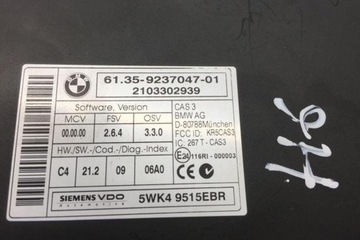 BMW
61.35-9237047-01
2103302939
Software, Version
MCV FSV OSV
00.00.00 2.6.4 3.3.0
HW./SW.-/Cod./Diag.-Index
C4 21.2 09 06A0
CAS 3
BMW AG
D-80788München
FCC ID: KR5CAS3
IC: 267T-CAS3
E24 116RI-000003
SIEMENS VDO
Automotive
5WK4 9515EBR